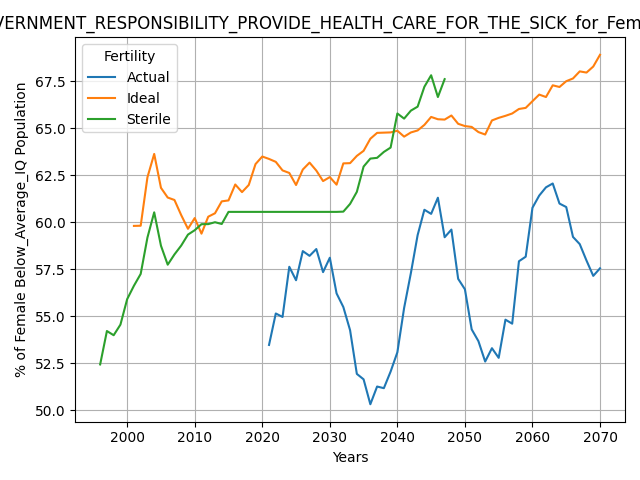 VERNMENT_RESPONSIBILITY_PROVIDE_HEALTH_CARE_FOR_THE_SICK_for_Fem
Fertility
Actual
Ideal
Sterile
% of Female Below_Average_IQ Population
67.5
65.0
62.5
60.0
57.5
55.0
52.5
50.0
2000 2010 2020 2030 2040 2050 2060 2070
Years